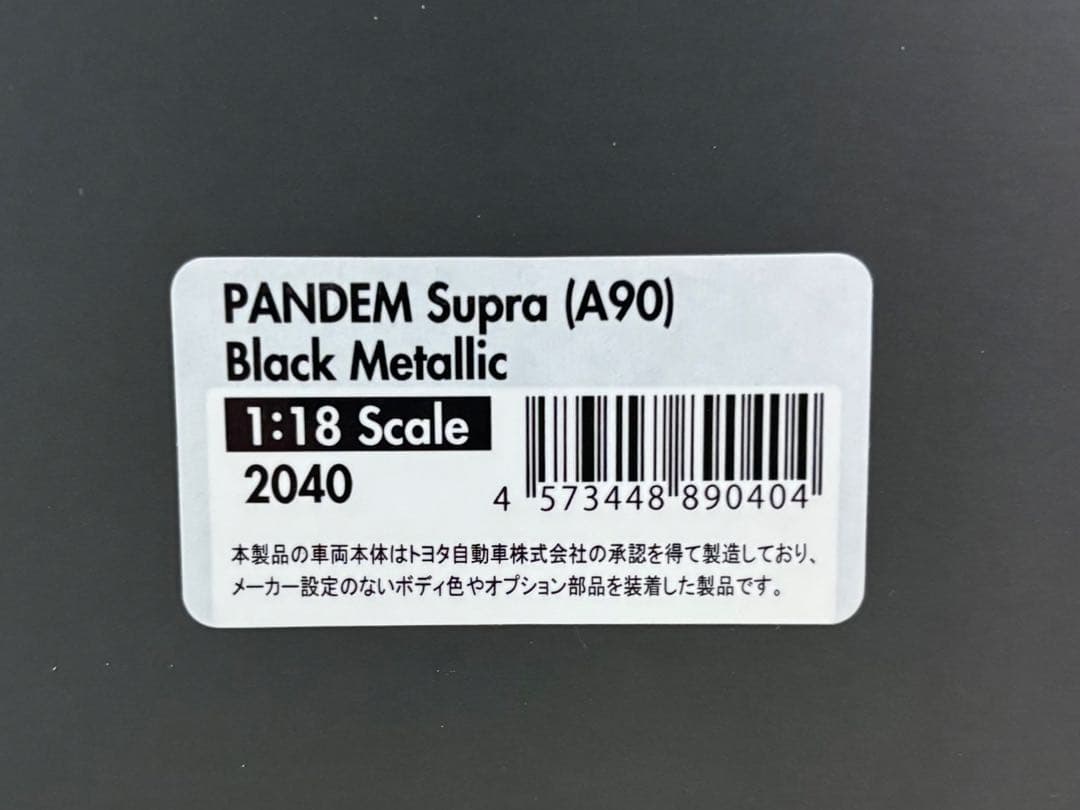 PANDEM Supra (A90)
Black Metallic
1:18 Scale
2040
4 573448 890404
本製品の車両本体はトヨタ自動車株式会社の承認を得て製造しており、
メーカー設定のないボディ色やオプション部品を装着した製品です。